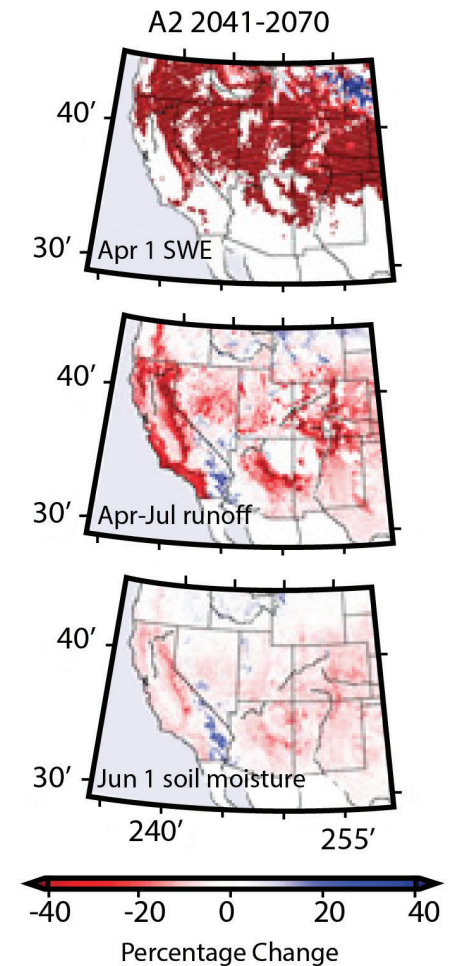 A2 2041-2070
40’
30’
Apr 1 SWE
40’
30’
Apr-Jul runoff
40’
30’
Jun 1 soil moisture
240’
255’
-40 -20 0 20 40
Percentage Change